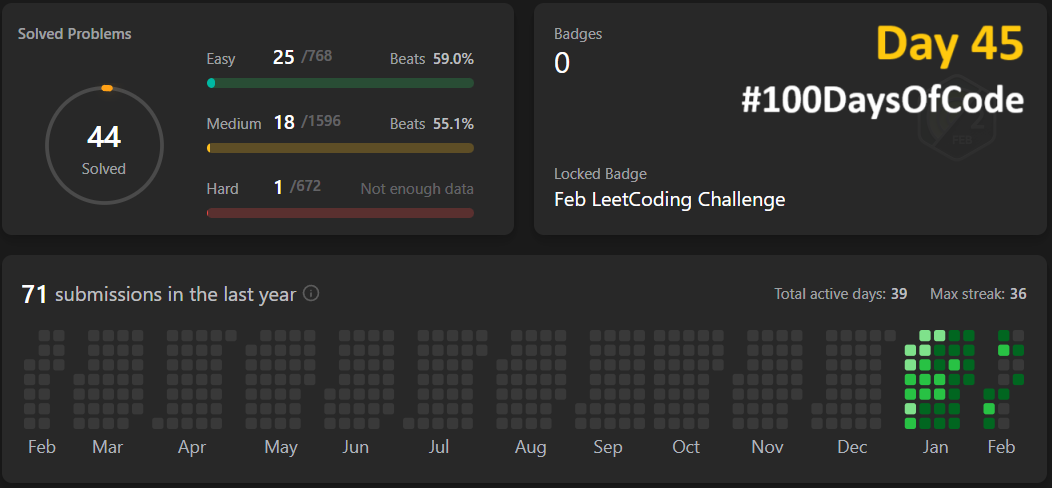 Solved Problems
44
Solved
Easy 25 /768 Beats 59.0%
Medium 18 /1596 Beats 55.1%
Hard 1 /672 Not enough data
Badges
0
Day 45
#100DaysOfCode
2
FEB
Locked Badge
Feb LeetCoding Challenge
71 submissions in the last year
Total active days: 39 Max streak: 36
Feb Mar Apr May Jun Jul Aug Sep Oct Nov Dec Jan Feb